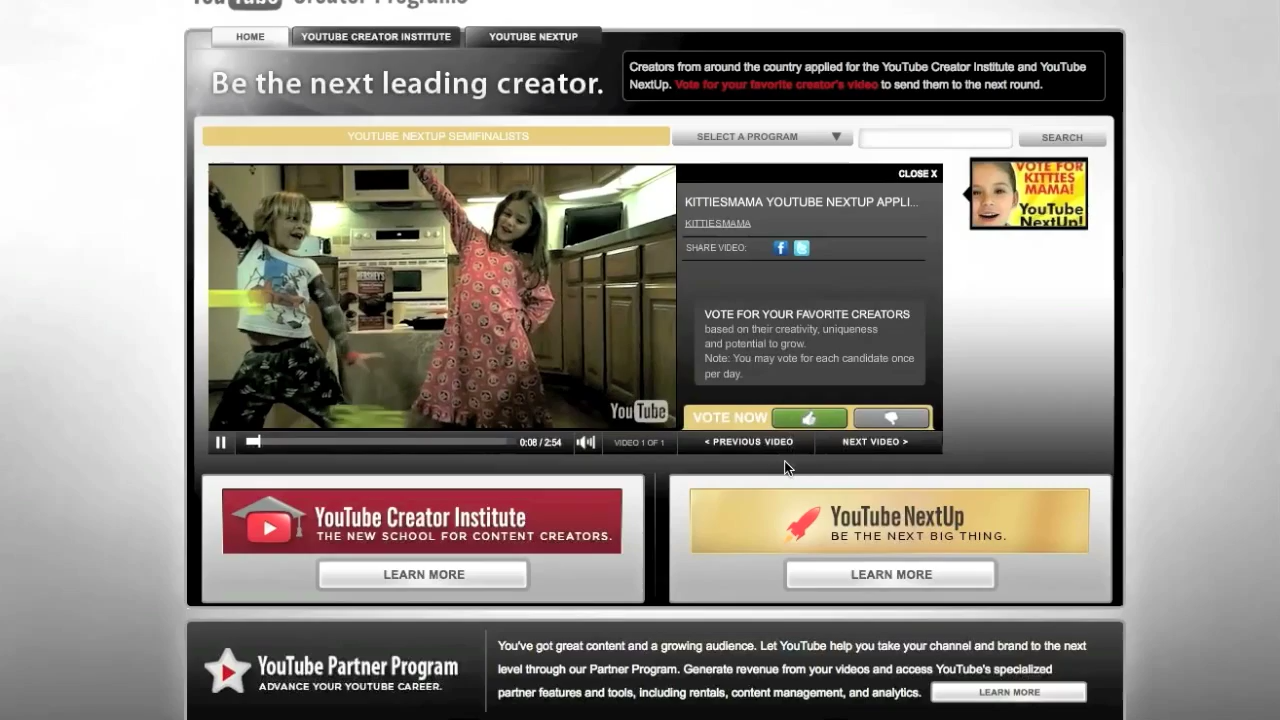 YouTube Creator Programs
HOME
YOUTUBE CREATOR INSTITUTE
YOUTUBE NEXTUP
Be the next leading creator.
Creators from around the country applied for the YouTube Creator Institute and YouTube
NextUp. Vote for your favorite creator's video to send them to the next round.
YOUTUBE NEXTUP SEMIFINALISTS
SELECT A PROGRAM
SEARCH
CLOSE X
KITTIESMAMA YOUTUBE NEXTUP APPLI...
KITTIESMAMA
SHARE VIDEO:
VOTE FOR YOUR FAVORITE CREATORS
based on their creativity, uniqueness
and potential to grow.
Note: You may vote for each candidate once
per day.
VOTE NOW
HERSHEY'S
YouTube
0:08 / 2:54
VIDEO 1 OF 1
< PREVIOUS VIDEO
NEXT VIDEO >
VOTE FOR
KITTIES
MAMA!
YouTube
NextUp!
YouTube Creator Institute
THE NEW SCHOOL FOR CONTENT CREATORS.
LEARN MORE
YouTube NextUp
BE THE NEXT BIG THING.
LEARN MORE
YouTube Partner Program
ADVANCE YOUR YOUTUBE CAREER.
You've got great content and a growing audience. Let YouTube help you take your channel and brand to the next
level through our Partner Program. Generate revenue from your videos and access YouTube's specialized
partner features and tools, including rentals, content management, and analytics.
LEARN MORE